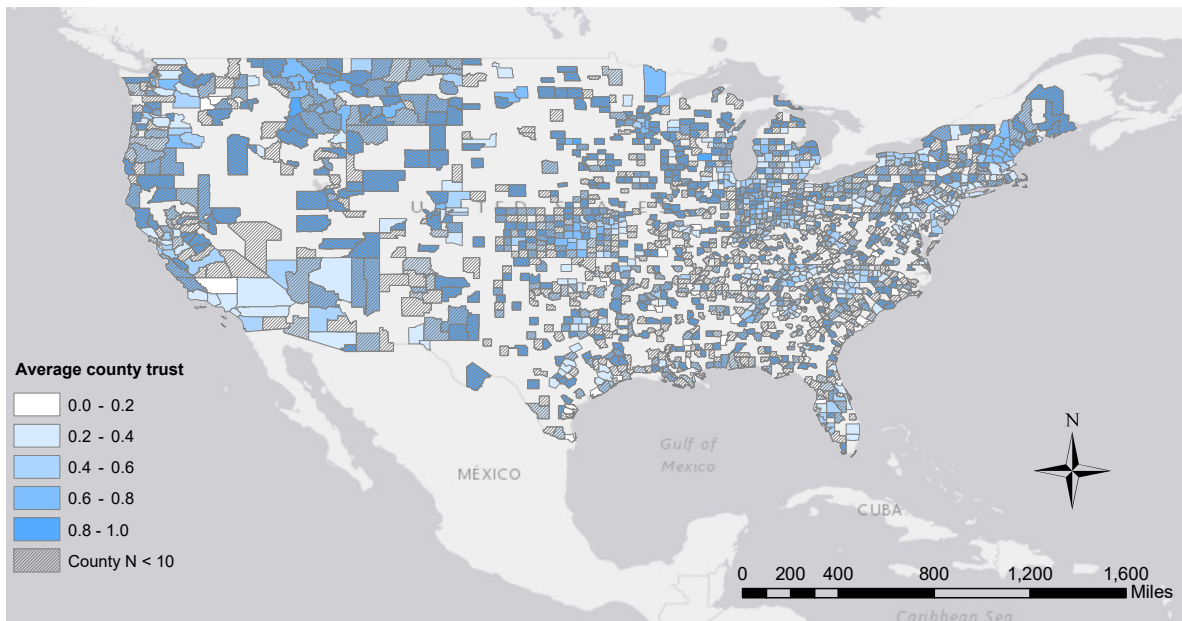 UNITED STATES
Average county trust
0.0 - 0.2
0.2 - 0.4
0.4 - 0.6
0.6 - 0.8
0.8 - 1.0
County N < 10
MÉXICO
Gulf of
Mexico
CUBA
N
0 200 400 800 1,200 1,600
Miles
Caribbean Sea